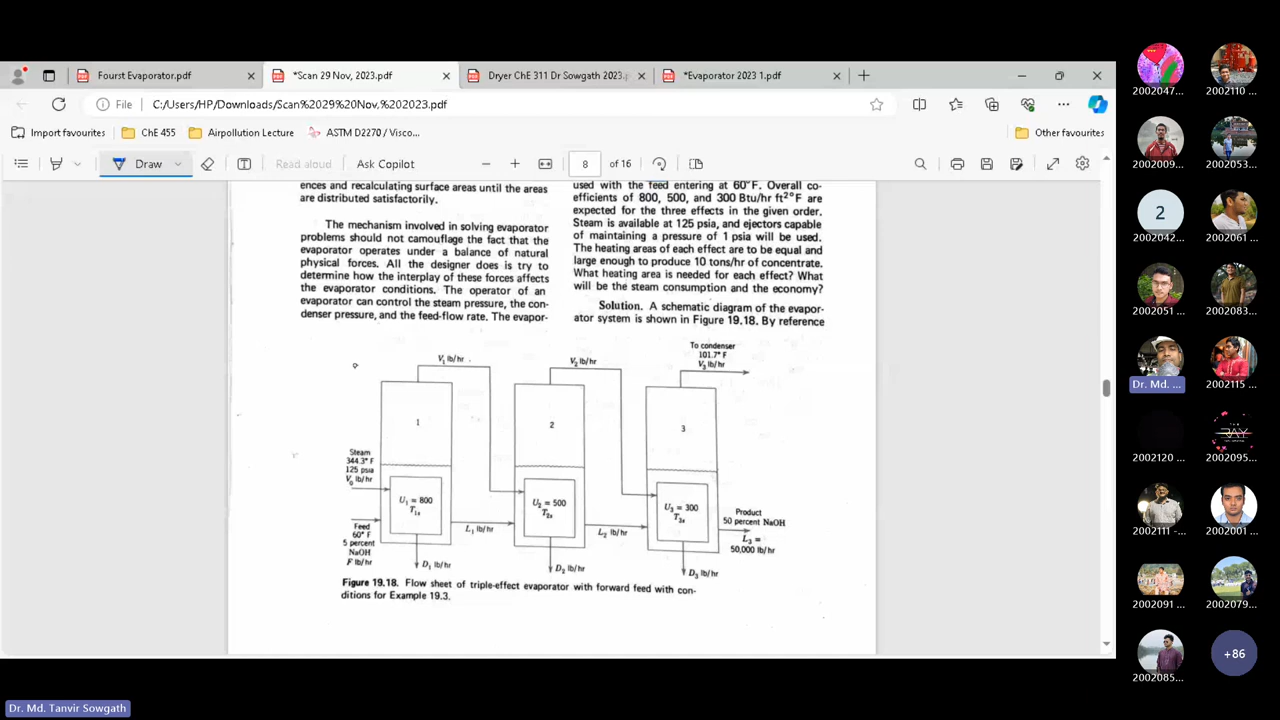 Fourst Evaporator.pdf
*Scan 29 Nov, 2023.pdf
Dryer ChE 311 Dr Sowgath 2023.p
*Evaporator 2023 1.pdf
File
C:/Users/HP/Downloads/Scan%2029%20Nov,%202023.pdf
Import favourites
ChE 455
Airpollution Lecture
ASTM D2270 / Visco...
Other favourites
Draw
Read aloud
Ask Copilot
8
of 16
ences and recalculating surface areas until the areas
are distributed satisfactorily.
The mechanism involved in solving evaporator
problems should not camouflage the fact that the
evaporator operates under a balance of natural
physical forces. All the designer does is try to
determine how the interplay of these forces affects
the evaporator conditions. The operator of an
evaporator can control the steam pressure, the con-
denser pressure, and the feed-flow rate. The evapor-
used with the feed entering at 60°F. Overall co-
efficients of 800, 500, and 300 Btu/hr ft²°F are
expected for the three effects in the given order.
Steam is available at 125 psia, and ejectors capable
of maintaining a pressure of 1 psia will be used.
The heating areas of each effect are to be equal and
large enough to produce 10 tons/hr of concentrate.
What heating area is needed for each effect? What
will be the steam consumption and the economy?
Solution. A schematic diagram of the evapor-
ator system is shown in Figure 19.18. By reference
V₁ lb/hr
V₂ lb/hr
To condenser
101.7° F
V₃ lb/hr
1
2
3
Steam
344.3° F
125 psia
V₀ lb/hr
U₁ = 800
T₁ₛ
U₂ = 500
T₂ₛ
U₃ = 300
T₃ₛ
Feed
60° F
5 percent
NaOH
F lb/hr
L₁ lb/hr
L₂ lb/hr
Product
50 percent NaOH
L₃ =
50,000 lb/hr
D₁ lb/hr
D₂ lb/hr
D₃ lb/hr
Figure 19.18. Flow sheet of triple-effect evaporator with forward feed with con-
ditions for Example 19.3.
2002047...
2002110 ...
2002009...
2002053...
2
2002042...
2002061 ...
2002051 ...
2002083...
Dr. Md. ...
2002115 ...
RAY
2002120 ...
2002095...
2002111 -...
2002001 ...
2002091 ...
2002079...
2002085...
+86
Dr. Md. Tanvir Sowgath